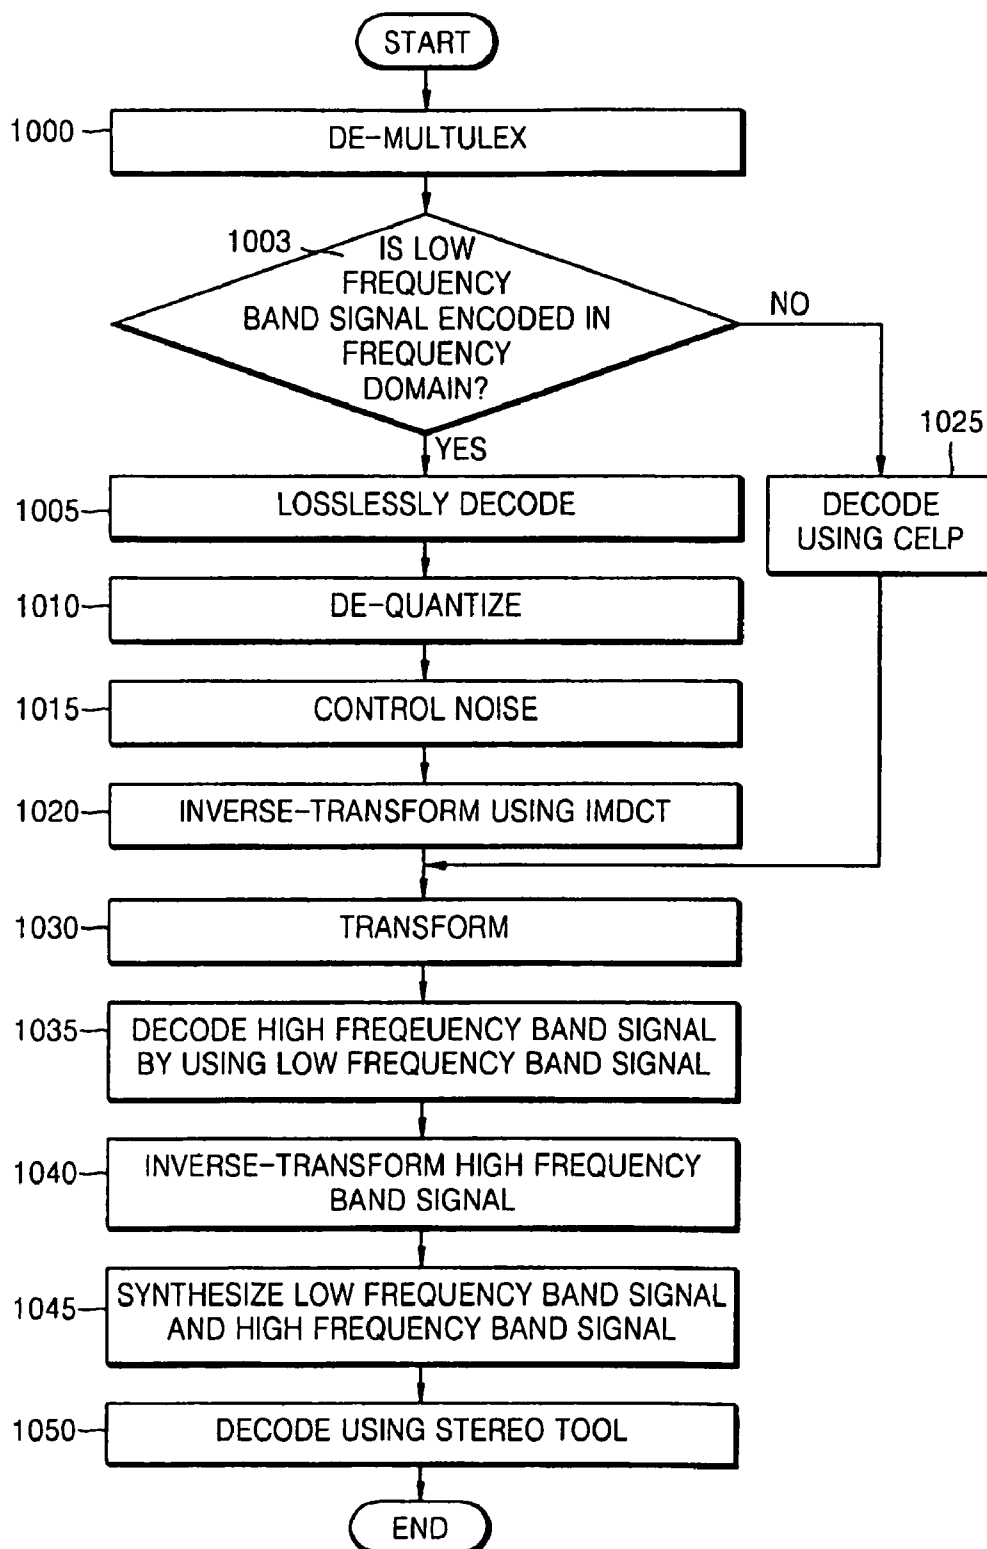 START
1000
DE-MULTULEX
1003
IS LOW
FREQUENCY
BAND SIGNAL ENCODED IN
FREQUENCY
DOMAIN?
NO
YES
1025
DECODE
USING CELP
1005
LOSSLESSLY DECODE
1010
DE-QUANTIZE
1015
CONTROL NOISE
1020
INVERSE-TRANSFORM USING IMDCT
1030
TRANSFORM
1035
DECODE HIGH FREQEUENCY BAND SIGNAL
BY USING LOW FREQUENCY BAND SIGNAL
1040
INVERSE-TRANSFORM HIGH FREQUENCY
BAND SIGNAL
1045
SYNTHESIZE LOW FREQUENCY BAND SIGNAL
AND HIGH FREQUENCY BAND SIGNAL
1050
DECODE USING STEREO TOOL
END